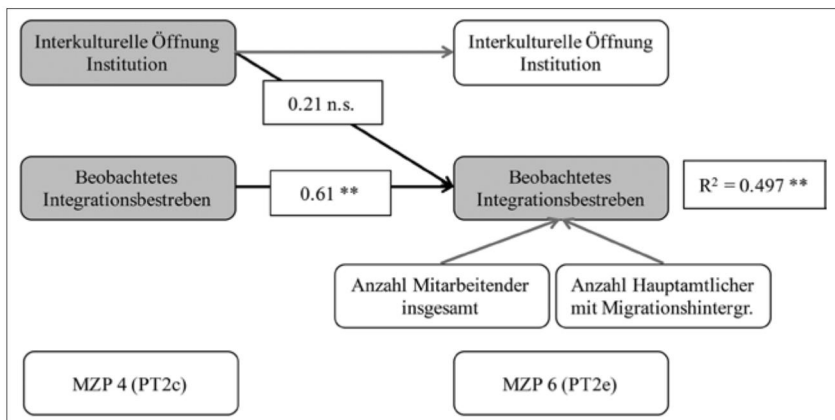 Interkulturelle Öffnung
Institution
Interkulturelle Öffnung
Institution
0.21 n.s.
Beobachtetes
Integrationsbestreben
0.61 **
Beobachtetes
Integrationsbestreben
R² = 0.497 **
Anzahl Mitarbeitender
insgesamt
Anzahl Hauptamtlicher
mit Migrationshintergr.
MZP 4 (PT2c)
MZP 6 (PT2e)